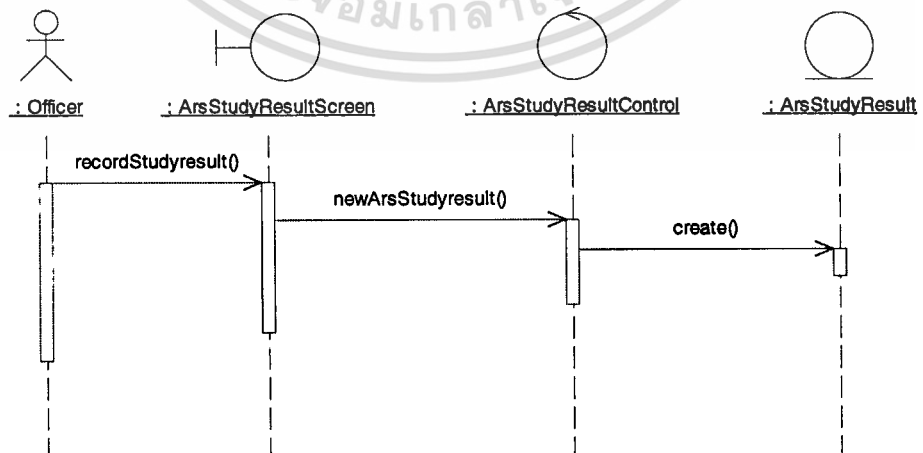 : Officer
: ArsStudyResultScreen
: ArsStudyResultControl
: ArsStudyResult
recordStudyresult()
newArsStudyresult()
create()